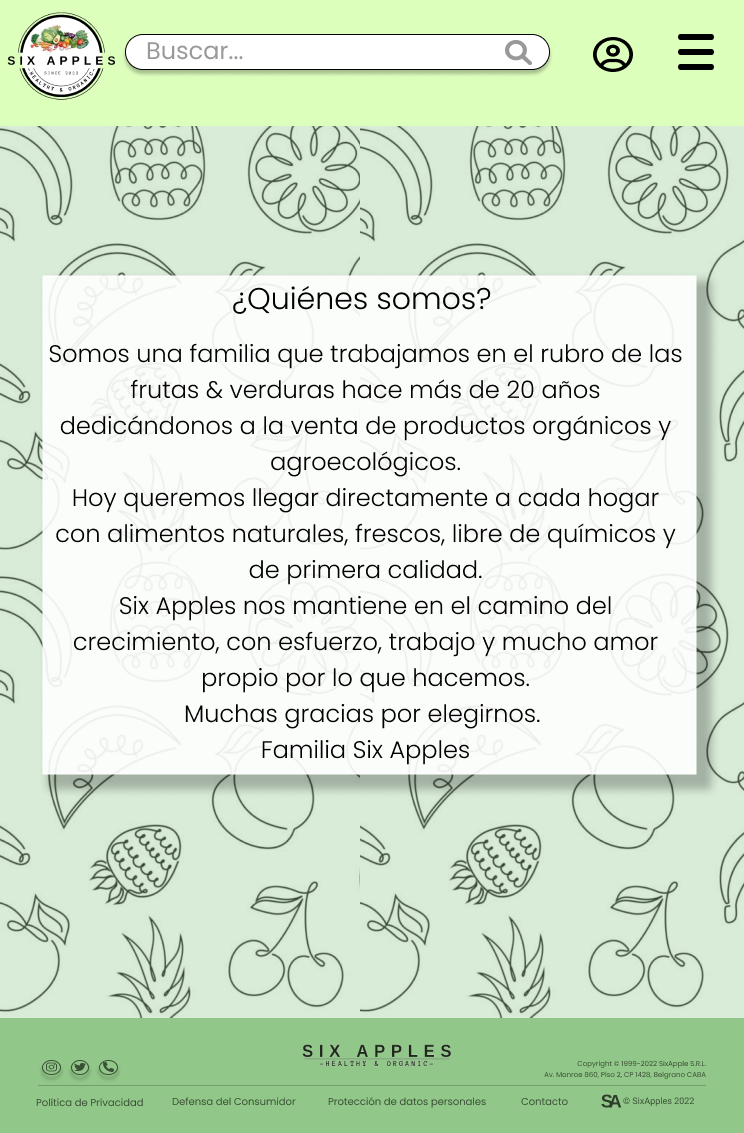 SIX APPLES
SINCE 2013
HEALTHY & ORGANIC
Buscar...
¿Quiénes somos?
Somos una familia que trabajamos en el rubro de las
frutas & verduras hace más de 20 años
dedicándonos a la venta de productos orgánicos y
agroecológicos.
Hoy queremos llegar directamente a cada hogar
con alimentos naturales, frescos, libre de químicos y
de primera calidad.
Six Apples nos mantiene en el camino del
crecimiento, con esfuerzo, trabajo y mucho amor
propio por lo que hacemos.
Muchas gracias por elegirnos.
Familia Six Apples
SIX APPLES
-HEALTHY & ORGANIC-
Copyright © 1999-2022 SixApple S.R.L.
Av. Monroe 860, Piso 2, CP 1428, Belgrano CABA
Política de Privacidad
Defensa del Consumidor
Protección de datos personales
Contacto
SA © SixApples 2022